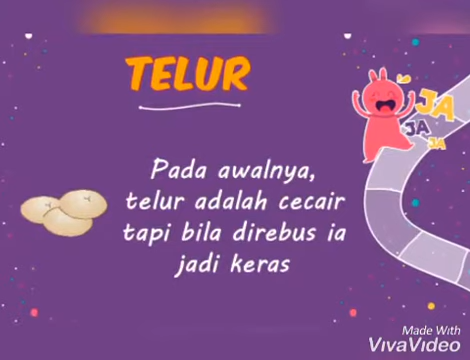 TELUR
Pada awalnya,
telur adalah cecair
tapi bila direbus ia
jadi keras
JA
JA
JA
Made With
VivaVideo